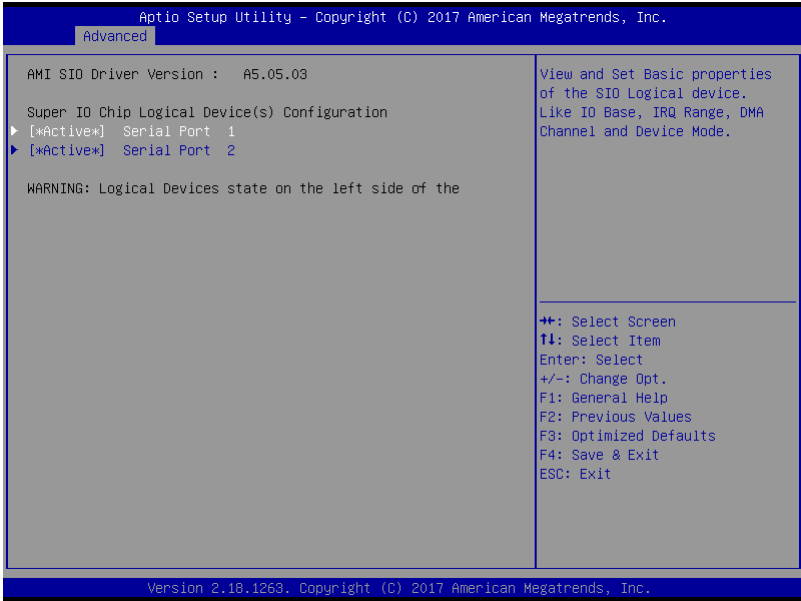 Aptio Setup Utility – Copyright (C) 2017 American Megatrends, Inc.
Advanced
AMI SIO Driver Version : A5.05.03
Super IO Chip Logical Device(s) Configuration
[*Active*] Serial Port 1
[*Active*] Serial Port 2
WARNING: Logical Devices state on the left side of the
View and Set Basic properties
of the SIO Logical device.
Like IO Base, IRQ Range, DMA
Channel and Device Mode.
→←: Select Screen
↑↓: Select Item
Enter: Select
+/-: Change Opt.
F1: General Help
F2: Previous Values
F3: Optimized Defaults
F4: Save & Exit
ESC: Exit
Version 2.18.1263. Copyright (C) 2017 American Megatrends, Inc.